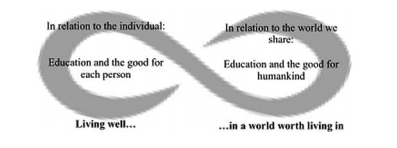 In relation to the individual:
Education and the good for
each person
Living well...
In relation to the world we
share:
Education and the good for
humankind
...in a world worth living in